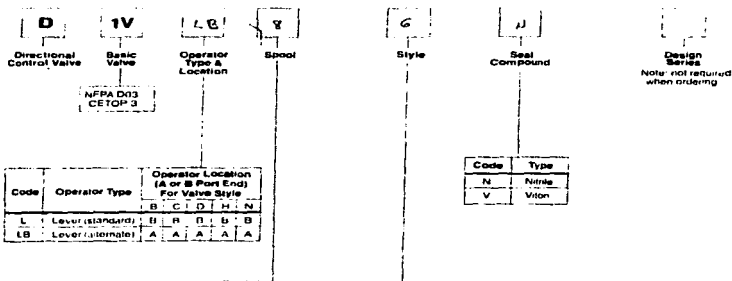 D 1V LB 8 6 N
Directional Control Valve
Basic Valve
Operator Type & Location
Spool
Style
Seal Compound
Design Series
Note: not required when ordering
NFPA D03
CETOP 3
Operator Location
(A or B Port End)
For Valve Style
Code Operator Type
B C D H N
L Lever (standard) B B B B B
LB Lever (alternate) A A A A A
Code Type
N Nitrile
V Viton